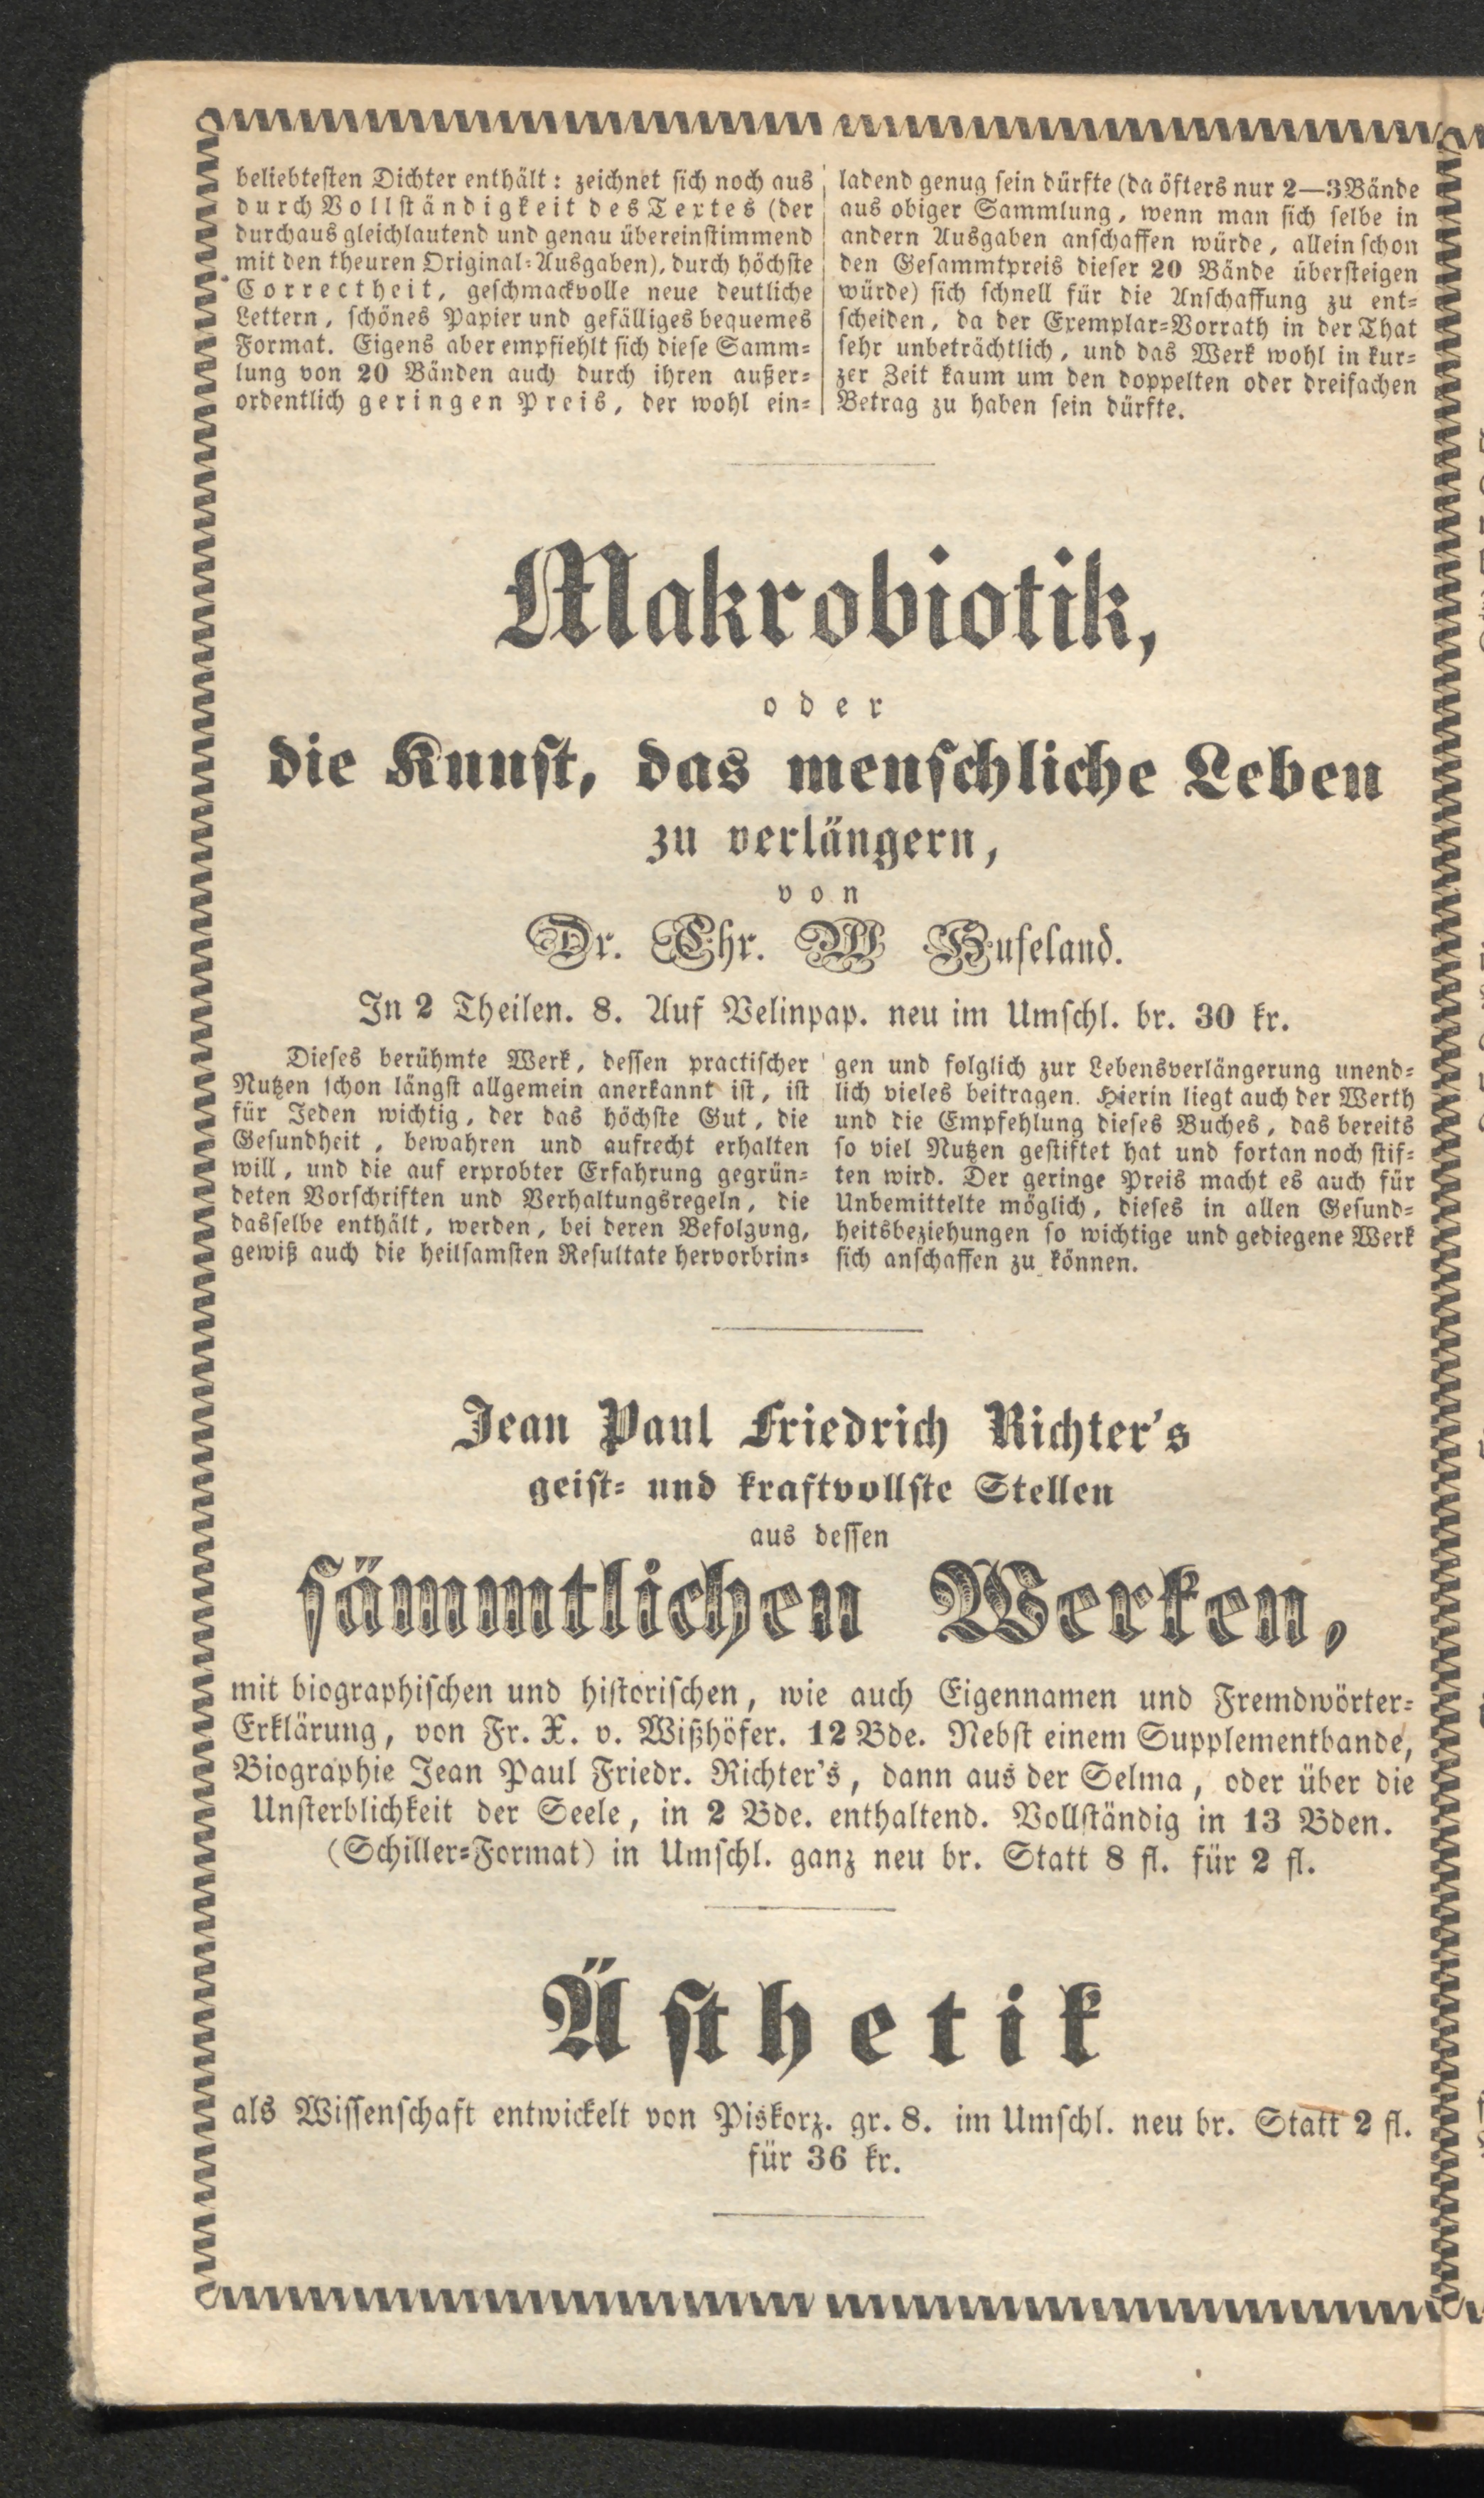 beliebtesten Dichter enthält: zeichnet sich noch aus
durch Vollständigkeit des Textes (der
durchaus gleichlautend und genau übereinstimmend
mit den theuren Original-Ausgaben), durch höchste
Correctheit, geschmackvolle neue deutliche
Lettern, schönes Papier und gefälliges bequemes
Format. Eigens aber empfiehlt sich diese Samm-
lung von 20 Bänden auch durch ihren außer-
ordentlich geringen Preis, der wohl ein-
ladend genug sein dürfte (da öfters nur 2—3 Bände
aus obiger Sammlung, wenn man sich selbe in
andern Ausgaben anschaffen würde, allein schon
den Gesammtpreis dieser 20 Bände übersteigen
würde) sich schnell für die Anschaffung zu ent-
scheiden, da der Exemplar-Vorrath in der That
sehr unbeträchtlich, und das Werk wohl in kur-
zer Zeit kaum um den doppelten oder dreifachen
Betrag zu haben sein dürfte.
Makrobiotik,
oder
die Kunst, das menschliche Leben
zu verlängern,
von
Dr. Chr. W Hufeland.
In 2 Theilen. 8. Auf Velinpap. neu im Umschl. br. 30 kr.
Dieses berühmte Werk, dessen practischer
Nutzen schon längst allgemein anerkannt ist, ist
für Jeden wichtig, der das höchste Gut, die
Gesundheit, bewahren und aufrecht erhalten
will, und die auf erprobter Erfahrung gegrün-
deten Vorschriften und Verhaltungsregeln, die
dasselbe enthält, werden, bei deren Befolgung,
gewiß auch die heilsamsten Resultate hervorbrin-
gen und folglich zur Lebensverlängerung unend-
lich vieles beitragen. Hierin liegt auch der Werth
und die Empfehlung dieses Buches, das bereits
so viel Nutzen gestiftet hat und fortan noch stif-
ten wird. Der geringe Preis macht es auch für
Unbemittelte möglich, dieses in allen Gesund-
heitsbeziehungen so wichtige und gediegene Werk
sich anschaffen zu können.
Jean Paul Friedrich Richter's
geist- und kraftvollste Stellen
aus dessen
sämmtlichen Werken,
mit biographischen und historischen, wie auch Eigennamen und Fremdwörter-
Erklärung, von Fr. X. v. Wißhöfer. 12 Bde. Nebst einem Supplementbande,
Biographie Jean Paul Friedr. Richter's, dann aus der Selma, oder über die
Unsterblichkeit der Seele, in 2 Bde. enthaltend. Vollständig in 13 Bden.
(Schiller-Format) in Umschl. ganz neu br. Statt 8 fl. für 2 fl.
Ästhetik
als Wissenschaft entwickelt von Piskorz. gr. 8. im Umschl. neu br. Statt 2 fl.
für 36 kr.